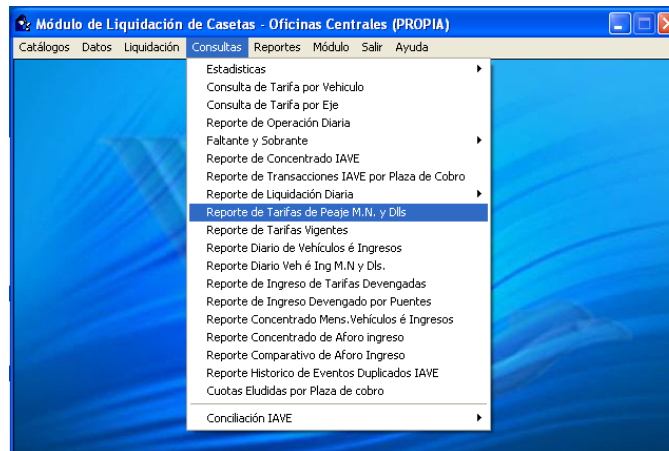 Módulo de Liquidación de Casetas - Oficinas Centrales (PROPIA)
Catálogos Datos Liquidación Consultas Reportes Módulo Salir Ayuda
Estadisticas
Consulta de Tarifa por Vehiculo
Consulta de Tarifa por Eje
Reporte de Operación Diaria
Faltante y Sobrante
Reporte de Concentrado IAVE
Reporte de Transacciones IAVE por Plaza de Cobro
Reporte de Liquidación Diaria
Reporte de Tarifas de Peaje M.N. y Dlls
Reporte de Tarifas Vigentes
Reporte Diario de Vehículos é Ingresos
Reporte Diario Veh é Ing M.N y Dls.
Reporte de Ingreso de Tarifas Devengadas
Reporte de Ingreso Devengado por Puentes
Reporte Concentrado Mens.Vehículos é Ingresos
Reporte Concentrado de Aforo ingreso
Reporte Comparativo de Aforo Ingreso
Reporte Historico de Eventos Duplicados IAVE
Cuotas Eludidas por Plaza de cobro
Conciliación IAVE